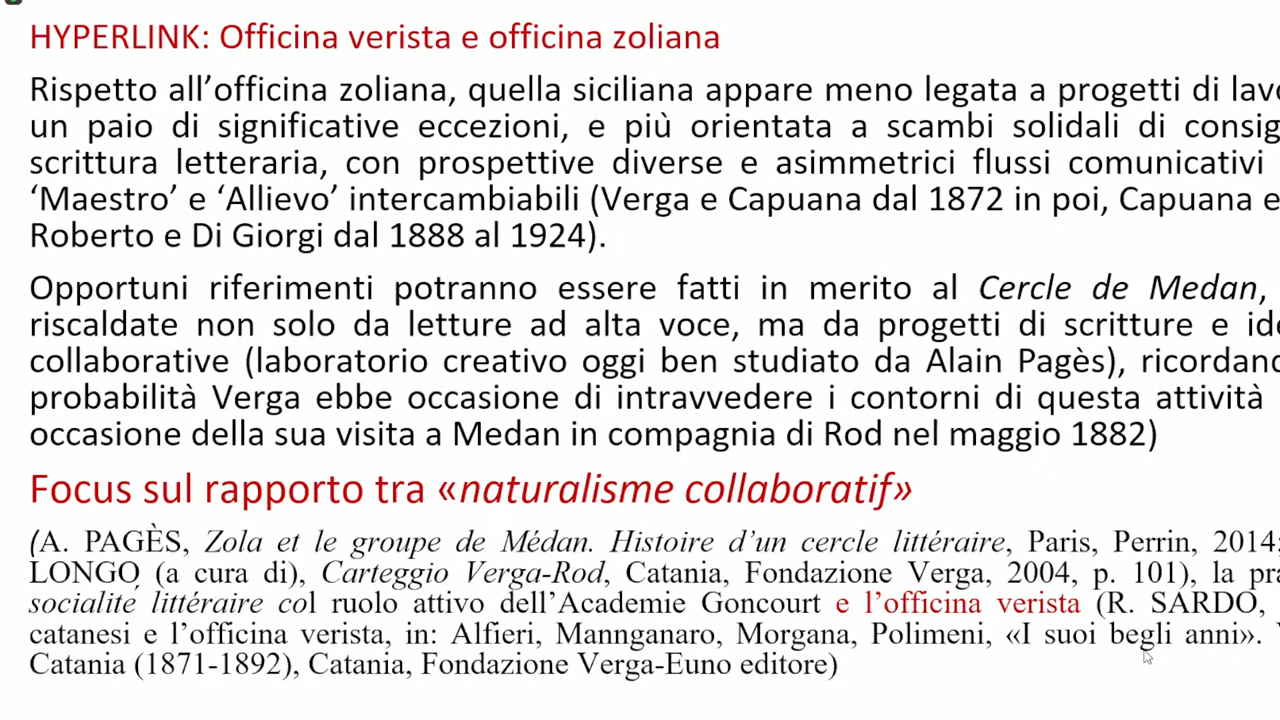 HYPERLINK: Officina verista e officina zoliana
Rispetto all’officina zoliana, quella siciliana appare meno legata a progetti di
un paio di significative eccezioni, e più orientata a scambi solidali di
scrittura letteraria, con prospettive diverse e asimmetrici flussi comunicativi
‘Maestro’ e ‘Allievo’ intercambiabili (Verga e Capuana dal 1872 in poi, Capuana e
Roberto e Di Giorgi dal 1888 al 1924).
Opportuni riferimenti potranno essere fatti in merito al Cercle de Medan,
riscaldate non solo da letture ad alta voce, ma da progetti di scritture e
collaborative (laboratorio creativo oggi ben studiato da Alain Pagès),
probabilità Verga ebbe occasione di intravvedere i contorni di questa attività
occasione della sua visita a Medan in compagnia di Rod nel maggio 1882)
Focus sul rapporto tra «naturalisme collaboratif»
(A. PAGÈS, Zola et le groupe de Médan. Histoire d’un cercle littéraire, Paris, Perrin, 2014;
LONGO (a cura di), Carteggio Verga-Rod, Catania, Fondazione Verga, 2004, p. 101), la
socialité littéraire col ruolo attivo dell’Academie Goncourt e l’officina verista (R. SARDO,
catanesi e l’officina verista, in: Alfieri, Mannganaro, Morgana, Polimeni, «I suoi begli anni».
Catania (1871-1892), Catania, Fondazione Verga-Euno editore)